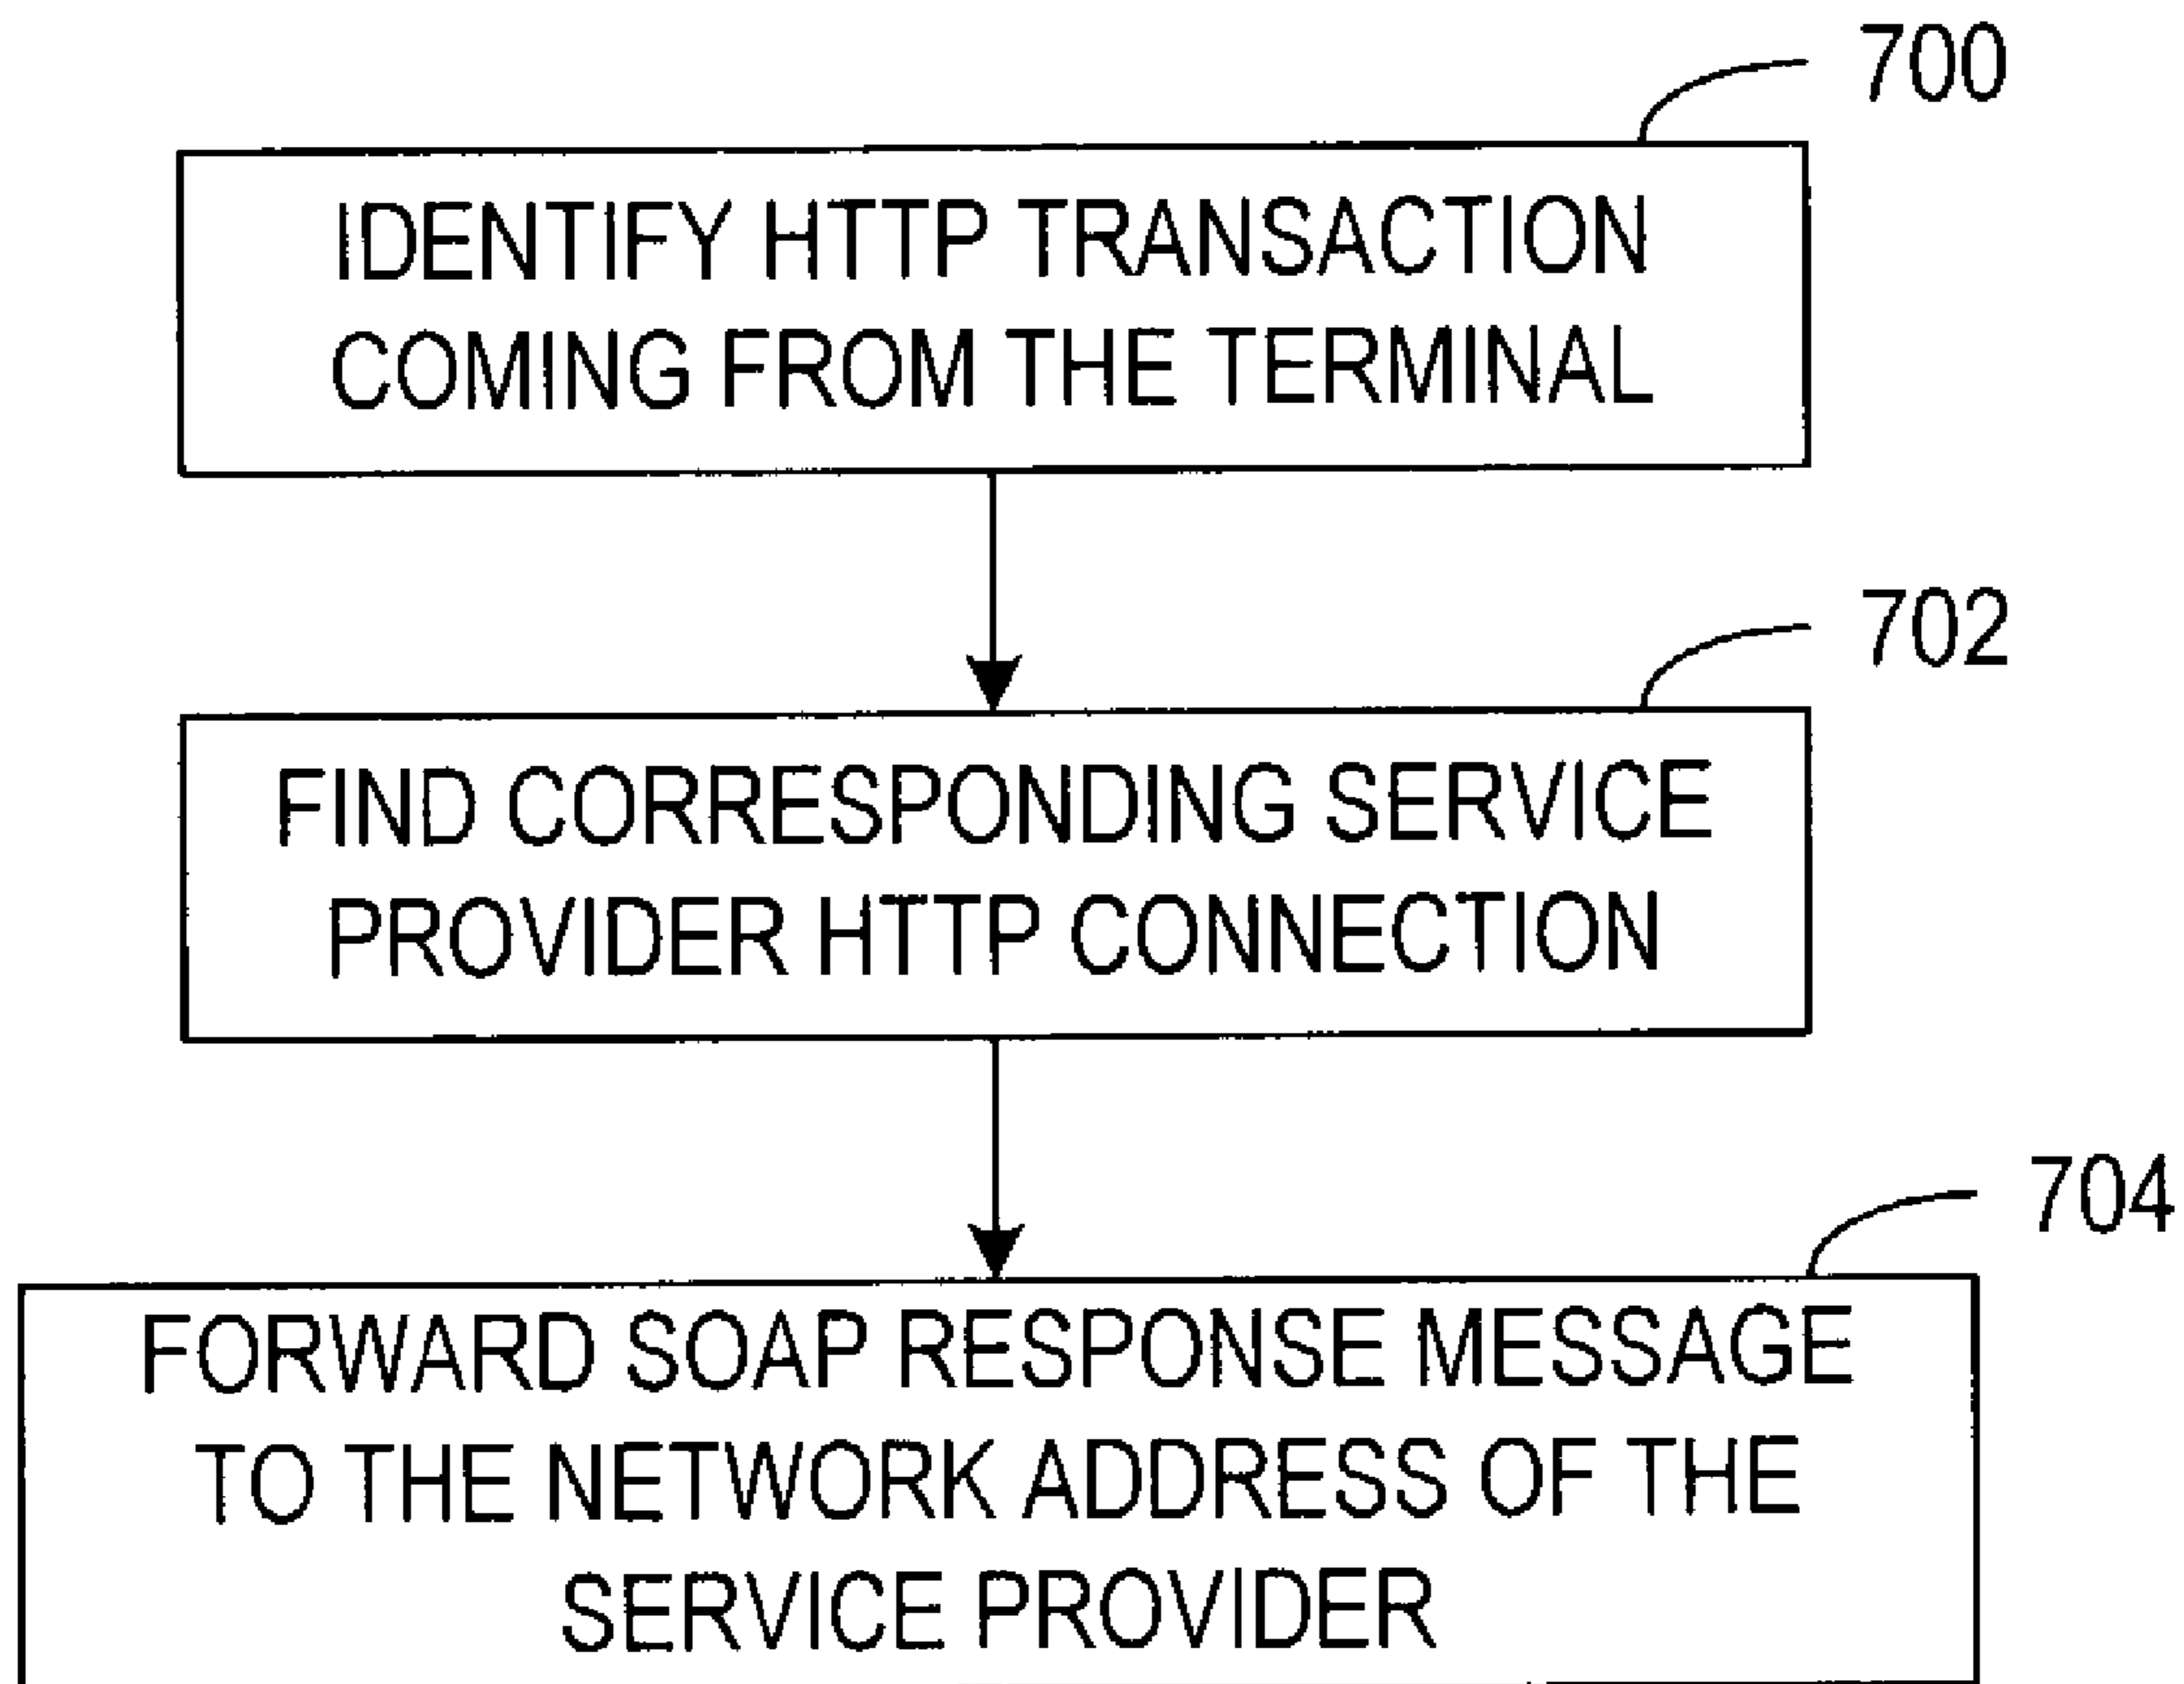 700
IDENTIFY HTTP TRANSACTION
COMING FROM THE TERMINAL
702
FIND CORRESPONDING SERVICE
PROVIDER HTTP CONNECTION
704
FORWARD SOAP RESPONSE MESSAGE
TO THE NETWORK ADDRESS OF THE
SERVICE PROVIDER